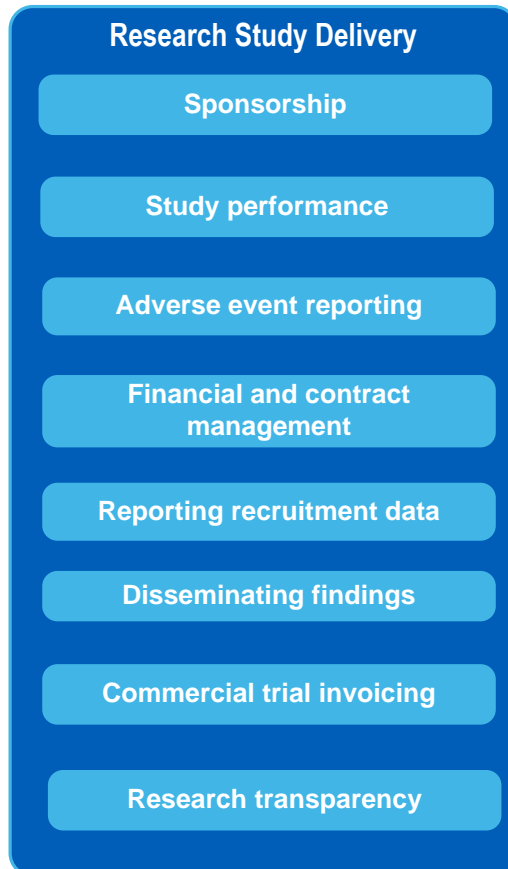 Research Study Delivery
Sponsorship
Study performance
Adverse event reporting
Financial and contract
management
Reporting recruitment data
Disseminating findings
Commercial trial invoicing
Research transparency